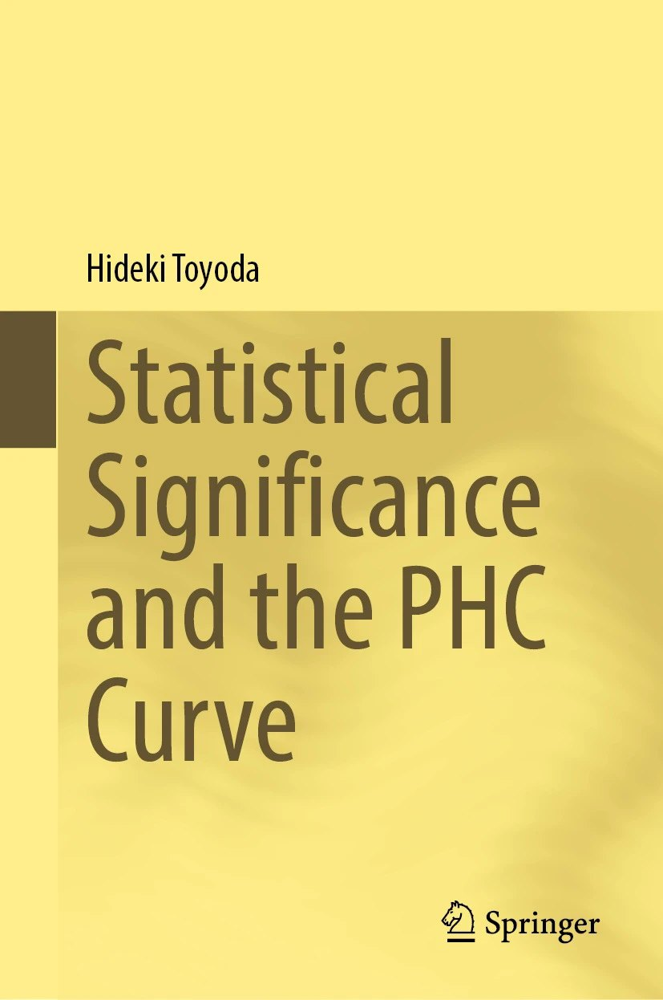 Hideki Toyoda
Statistical
Significance
and the PHC
Curve
Springer